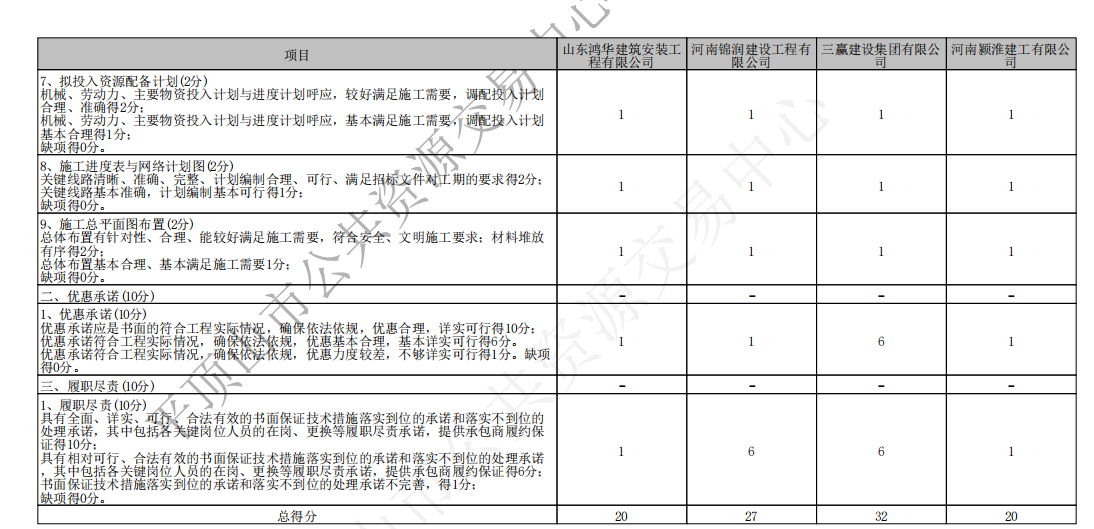 项目
山东鸿华建筑安装工
程有限公司
河南锦润建设工程有
限公司
三赢建设集团有限公
司
河南颍淮建工有限公
司
7、拟投入资源配备计划(2分)
机械、劳动力、主要物资投入计划与进度计划呼应，较好满足施工需要，调配投入计划
合理、准确得2分；
机械、劳动力、主要物资投入计划与进度计划呼应，基本满足施工需要，调配投入计划
基本合理得1分；
缺项得0分。
1
1
1
1
8、施工进度表与网络计划图(2分)
关键线路清晰、准确、完整、计划编制合理、可行、满足招标文件对工期的要求得2分；
关键线路基本准确，计划编制基本可行得1分；
缺项得0分。
1
1
1
1
9、施工总平面图布置(2分)
总体布置有针对性、合理、能较好满足施工需要，符合安全、文明施工要求；材料堆放
有序得2分；
总体布置基本合理、基本满足施工需要1分；
缺项得0分。
1
1
1
1
二、优惠承诺(10分)
-
-
-
-
1、优惠承诺(10分)
优惠承诺应是书面的符合工程实际情况，确保依法依规，优惠合理，详实可行得10分；
优惠承诺符合工程实际情况，确保依法依规，优惠基本合理，基本详实可行得6分。
优惠承诺符合工程实际情况，确保依法依规，优惠力度较差，不够详实可行得1分。缺项
得0分。
1
1
6
1
三、履职尽责(10分)
-
-
-
-
1、履职尽责(10分)
具有全面、详实、可行、合法有效的书面保证技术措施落实到位的承诺和落实不到位的
处理承诺，其中包括各关键岗位人员的在岗、更换等履职尽责承诺，提供承包商履约保
证得10分；
具有相对可行、合法有效的书面保证技术措施落实到位的承诺和落实不到位的处理承诺
，其中包括各关键岗位人员的在岗、更换等履职尽责承诺，提供承包商履约保证得6分；
书面保证技术措施落实到位的承诺和落实不到位的处理承诺不完善，得1分；
缺项得0分。
1
6
6
1
总得分
20
27
32
20
平顶山市公共资源交易中心
山市公共资源交易中心